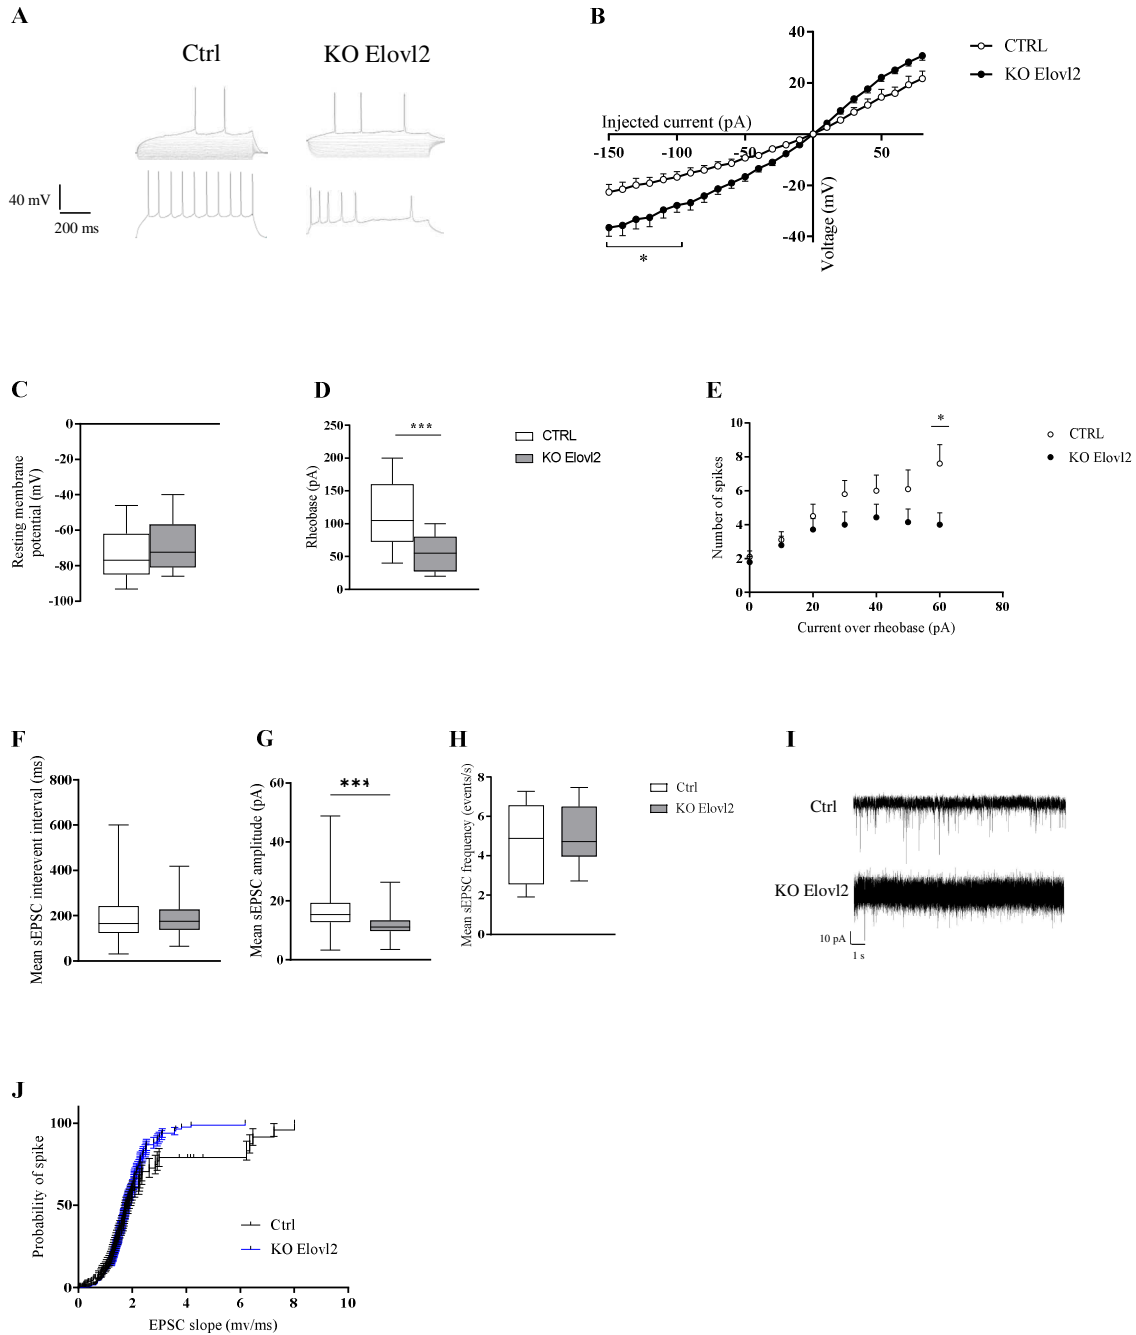 A
Ctrl
KO Elovl2
40 mV
200 ms
B
40
20
-20
-40
Injected current (pA)
-150
-100
-50
50
Voltage (mV)
*
CTRL
KO Elovl2
C
0
-20
-40
-60
-80
-100
Resting membrane
potential (mV)
D
250
200
150
100
50
0
Rheobase (pA)
***
CTRL
KO Elovl2
E
10
8
6
4
2
0
Number of spikes
*
0
20
40
60
80
Current over rheobase (pA)
CTRL
KO Elovl2
F
800
600
400
200
0
Mean sEPSC interevent interval (ms)
G
60
40
20
0
Mean sEPSC amplitude (pA)
***
H
8
6
4
2
0
Mean sEPSC frequency (events/s)
Ctrl
KO Elovl2
I
Ctrl
KO Elovl2
10 pA
1 s
J
100
50
0
Probability of spike
Ctrl
KO Elovl2
0
2
4
6
8
10
EPSC slope (mv/ms)